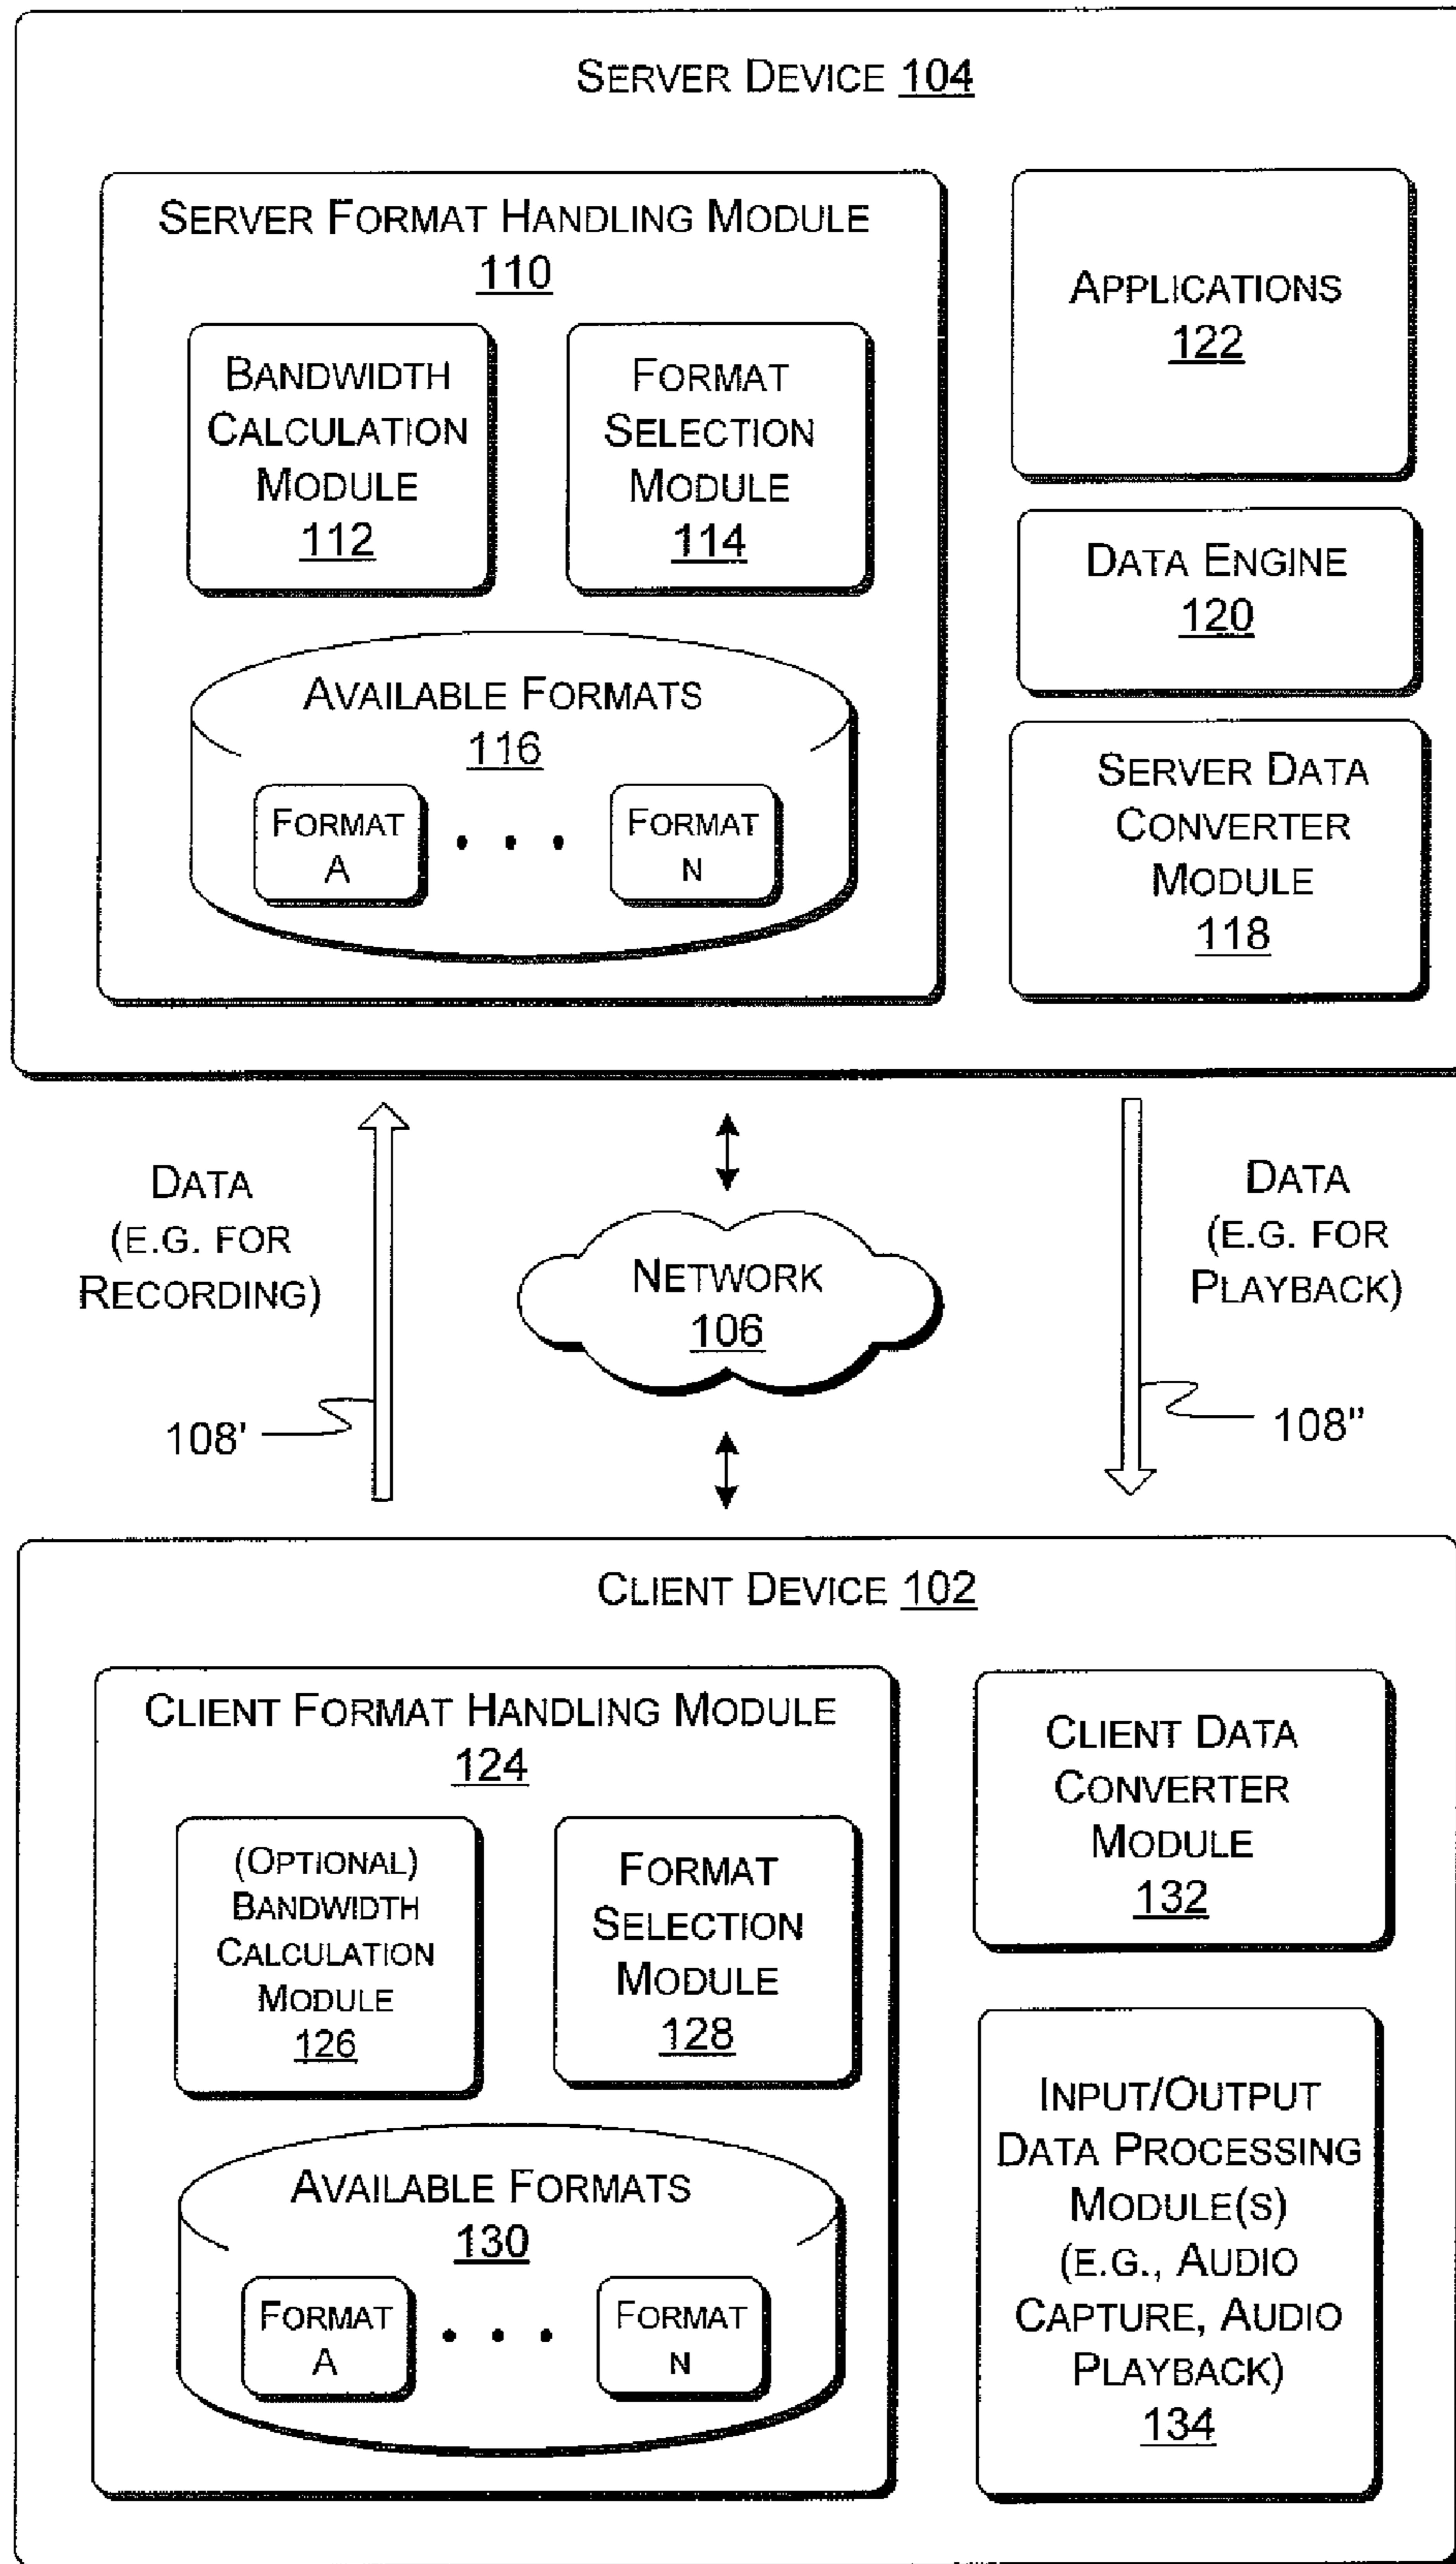 SERVER DEVICE 104
SERVER FORMAT HANDLING MODULE
110
BANDWIDTH
CALCULATION
MODULE
112
FORMAT
SELECTION
MODULE
114
AVAILABLE FORMATS
116
FORMAT
A
FORMAT
N
APPLICATIONS
122
DATA ENGINE
120
SERVER DATA
CONVERTER
MODULE
118
DATA
(E.G. FOR
RECORDING)
108'
NETWORK
106
DATA
(E.G. FOR
PLAYBACK)
108"
CLIENT DEVICE 102
CLIENT FORMAT HANDLING MODULE
124
(OPTIONAL)
BANDWIDTH
CALCULATION
MODULE
126
FORMAT
SELECTION
MODULE
128
AVAILABLE FORMATS
130
FORMAT
A
FORMAT
N
CLIENT DATA
CONVERTER
MODULE
132
INPUT/OUTPUT
DATA PROCESSING
MODULE(S)
(E.G., AUDIO
CAPTURE, AUDIO
PLAYBACK)
134